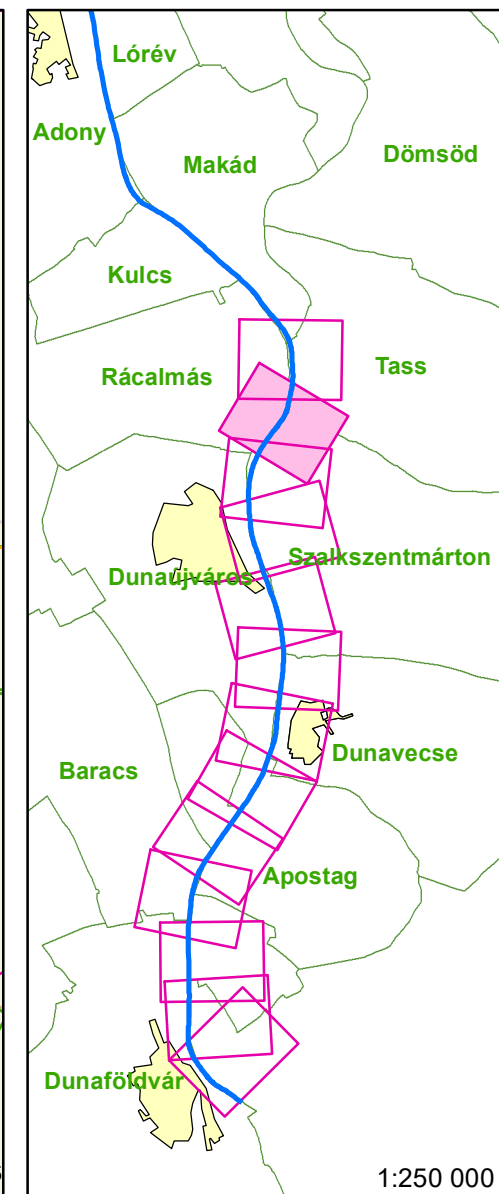 Lórév
Adony
Makád
Dömsöd
Kulcs
Rácalmás
Tass
Szalkszentmárton
Dunaújváros
Dunavecse
Baracs
Apostag
Dunaföldvár
1:250 000